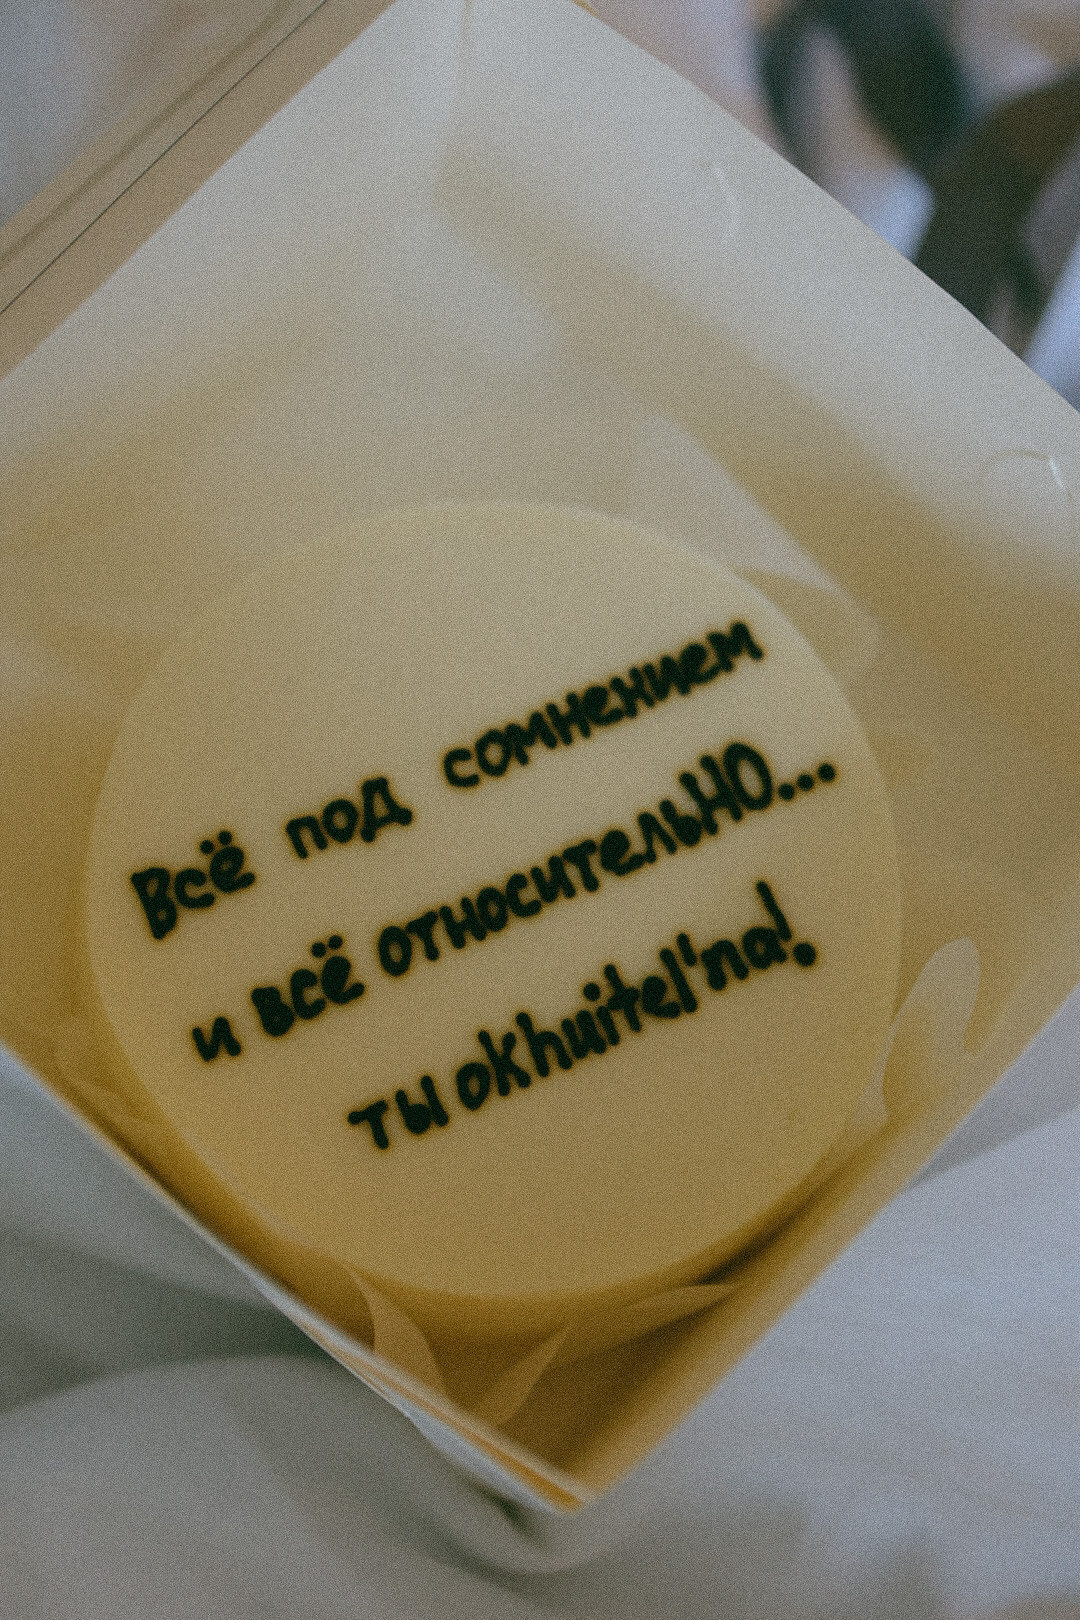 Всё под сомнением
и всё относительНО...
ты okhuitel'na!